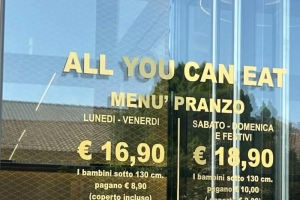 ALL YOU CAN EAT
MENU' PRANZO
LUNEDI - VENERDI
SABATO - DOMENICA
E FESTIVI
€ 16,90
€ 18,90
I bambini sotto 130 cm.
pagano € 8,90
(coperto incluso)
I bambini sotto 130 cm.
pagano € 10,00